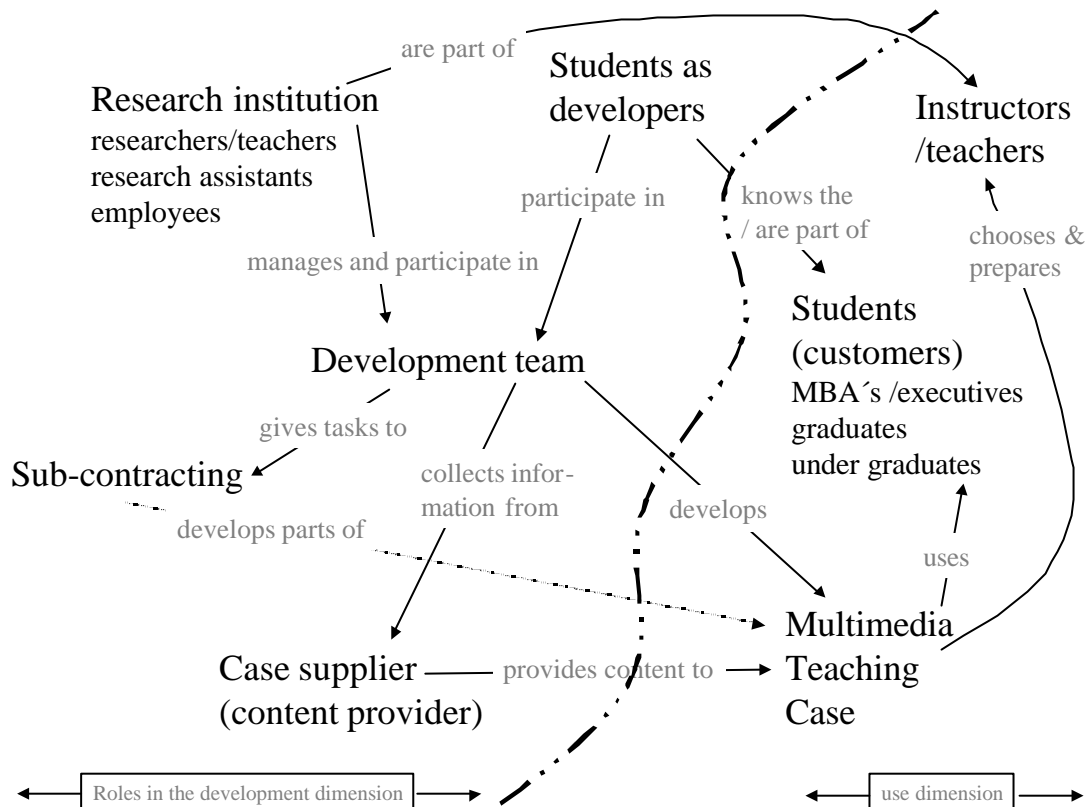 are part of
Students as
developers
Research institution
researchers/teachers
research assistants
employees
Instructors
/teachers
participate in
knows the
/ are part of
chooses &
prepares
manages and participate in
Students
(customers)
MBA´s /executives
graduates
under graduates
Development team
gives tasks to
Sub-contracting
collects infor-
mation from
develops parts of
develops
uses
Multimedia
Teaching
Case
Case supplier
(content provider)
provides content to
Roles in the development dimension
use dimension